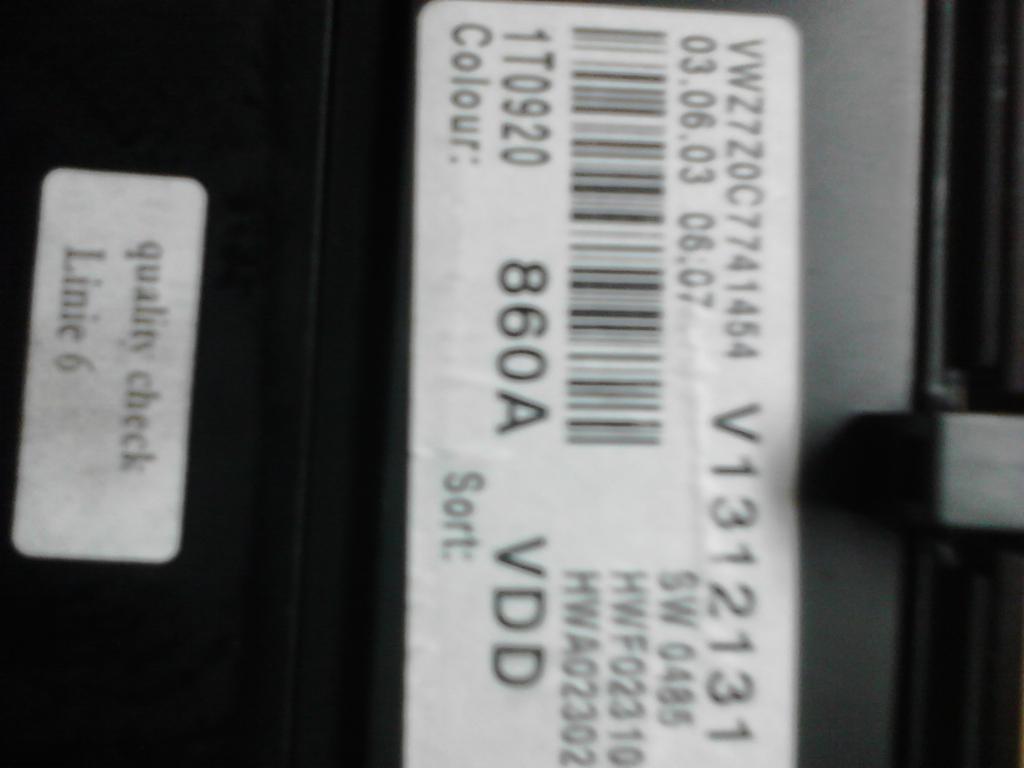 VWZ7Z0C7741454 V1312131
03.06.03 06.07
SW 0485
HWF02310
HWA02302
1T0920 860A VDD
Colour: Sort:
quality check
Linie 6